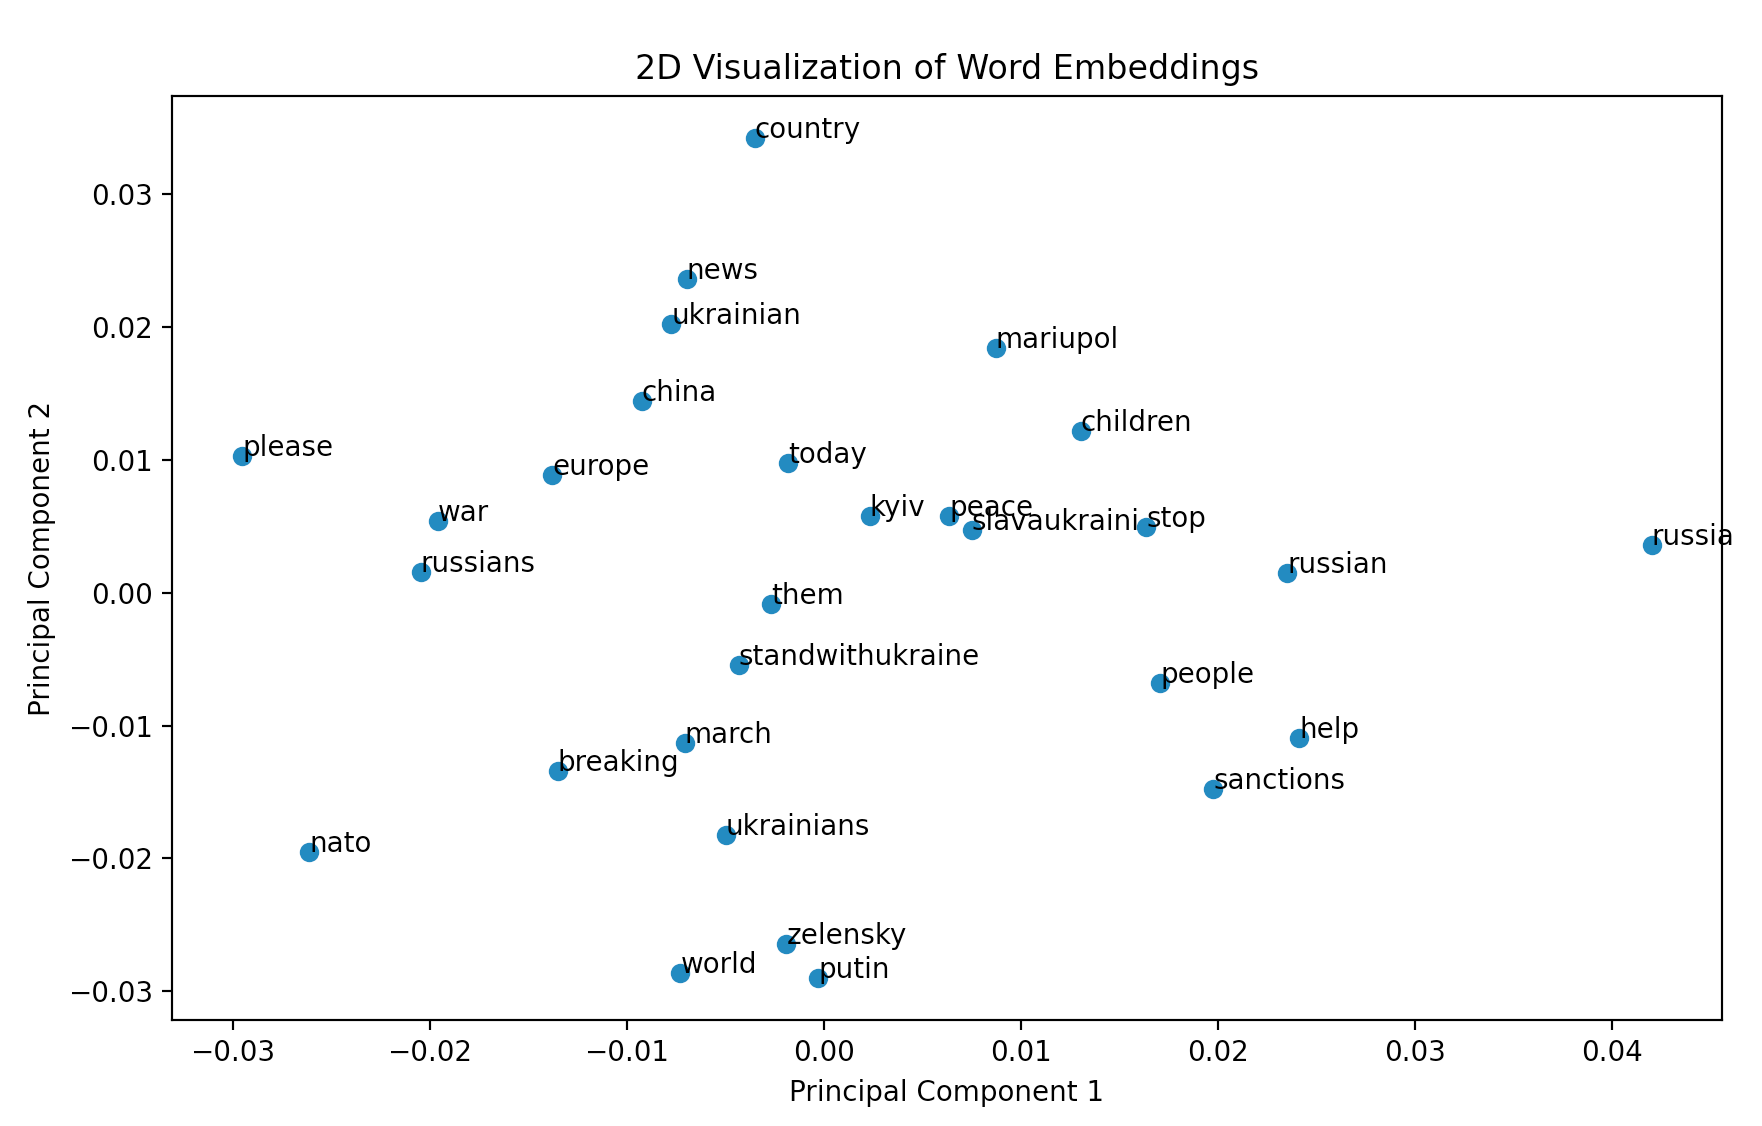 2D Visualization of Word Embeddings
country
0.03
news
ukrainian
0.02
mariupol
china
children
please
0.01
today
europe
kyiv
peace
war
slavaukraini
stop
russia
russians
russian
0.00
them
standwithukraine
people
−0.01
help
march
breaking
sanctions
ukrainians
nato
−0.02
zelensky
world
putin
−0.03
−0.03 −0.02 −0.01 0.00 0.01 0.02 0.03 0.04
Principal Component 1
Principal Component 2